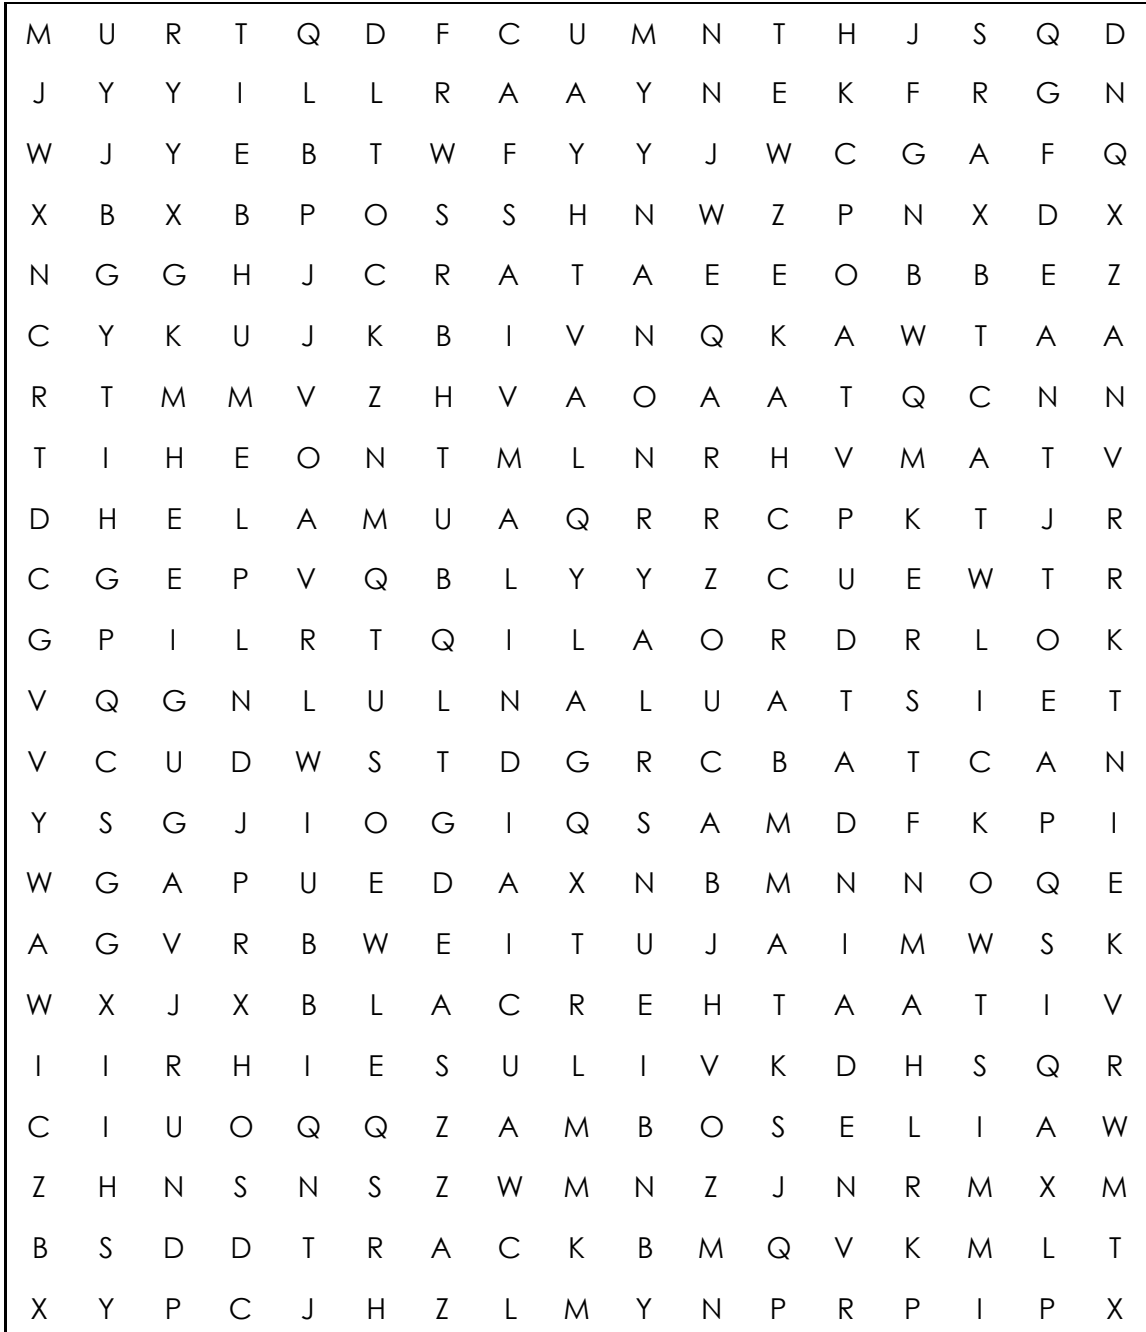 M U R T Q D F C U M N T H J S Q D
J Y Y I L L R A A Y N E K F R G N
W J Y E B T W F Y Y J W C G A F Q
X B X B P O S S H N W Z P N X D X
N G G H J C R A T A E E O B B E Z
C Y K U J K B I V N Q K A W T A A
R T M M V Z H V A O A A T Q C N N
T I H E O N T M L N R H V M A T V
D H E L A M U A Q R R C P K T J R
C G E P V Q B L Y Y Z C U E W T R
G P I L R T Q I L A O R D R L O K
V Q G N L U L N A L U A T S I E T
V C U D W S T D G R C B A T C A N
Y S G J I O G I Q S A M D F K P I
W G A P U E D A X N B M N N O Q E
A G V R B W E I T U J A I M W S K
W X J X B L A C R E H T A A T I V
I I R H I E S U L I V K D H S Q R
C I U O Q Q Z A M B O S E L I A W
Z H N S N S Z W M N Z J N R M X M
B S D D T R A C K B M Q V K M L T
X Y P C J H Z L M Y N P R P I P X